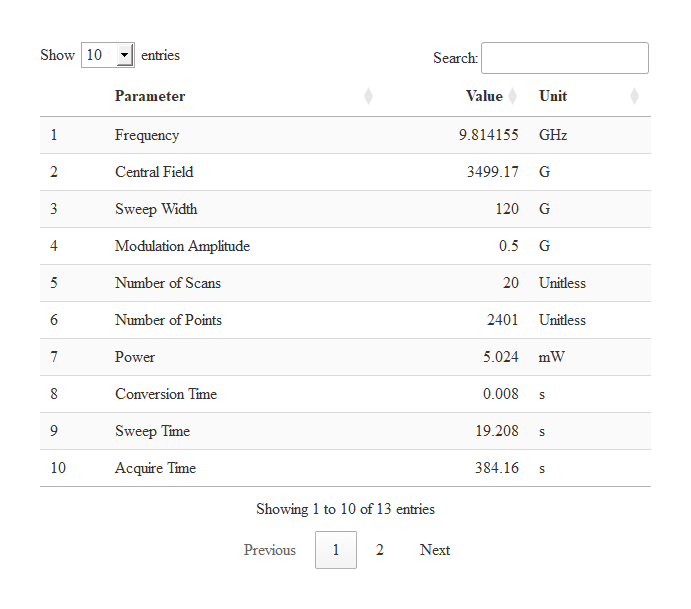 Show 10 entries Search:
Parameter Value Unit
1 Frequency 9.814155 GHz
2 Central Field 3499.17 G
3 Sweep Width 120 G
4 Modulation Amplitude 0.5 G
5 Number of Scans 20 Unitless
6 Number of Points 2401 Unitless
7 Power 5.024 mW
8 Conversion Time 0.008 s
9 Sweep Time 19.208 s
10 Acquire Time 384.16 s
Showing 1 to 10 of 13 entries
Previous 1 2 Next